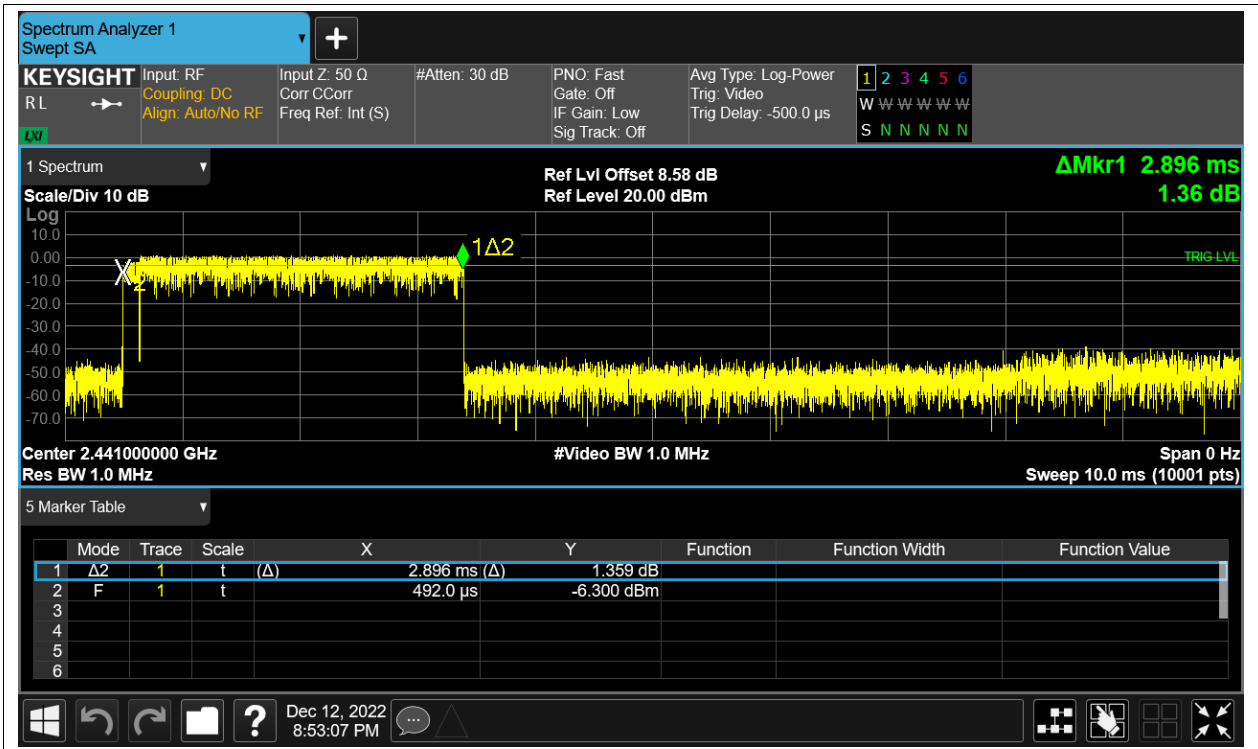 Spectrum Analyzer 1
Swept SA
KEYSIGHT Input: RF Input Z: 50 Ω #Atten: 30 dB PNO: Fast Avg Type: Log-Power 1 2 3 4 5 6
RL Coupling: DC Corr CCorr Gate: Off Trig: Video W W W W W W
Align: Auto/No RF Freq Ref: Int (S) IF Gain: Low Trig Delay: -500.0 µs
LXI Sig Track: Off S N N N N N
1 Spectrum Ref Lvl Offset 8.58 dB ΔMkr1 2.896 ms
Scale/Div 10 dB Ref Level 20.00 dBm 1.36 dB
Log
10.0
1Δ2
0.00 TRIG LVL
X
2
-10.0
-20.0
-30.0
-40.0
-50.0
-60.0
-70.0
Center 2.441000000 GHz #Video BW 1.0 MHz Span 0 Hz
Res BW 1.0 MHz Sweep 10.0 ms (10001 pts)
5 Marker Table
Mode Trace Scale X Y Function Function Width Function Value
1 Δ2 1 t (Δ) 2.896 ms (Δ) 1.359 dB
2 F 1 t 492.0 µs -6.300 dBm
3
4
5
6
? Dec 12, 2022
8:53:07 PM